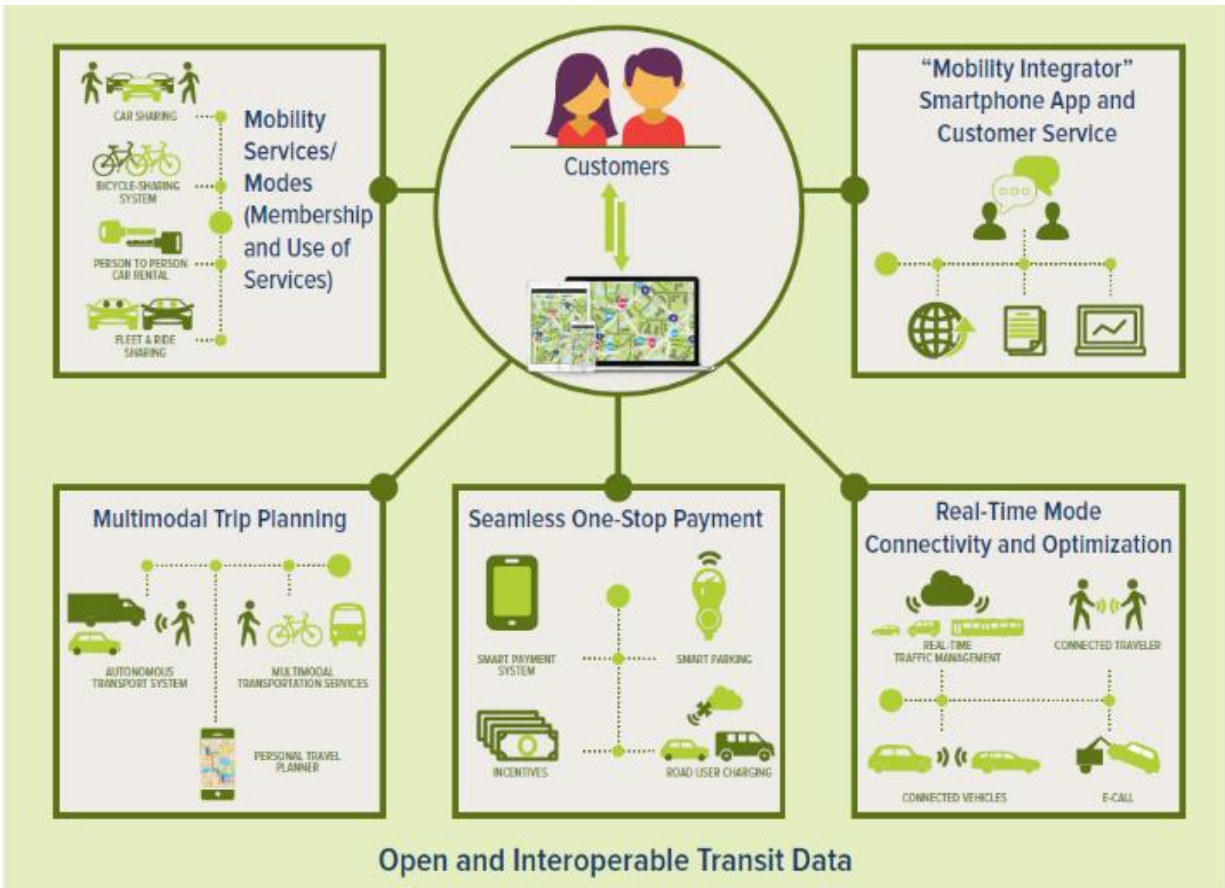 Mobility
Services/
Modes
(Membership
and Use of
Services)
CAR SHARING
BICYCLE-SHARING
SYSTEM
PERSON TO PERSON
CAR RENTAL
FLEET & RIDE
SHARING
Customers
“Mobility Integrator”
Smartphone App and
Customer Service
Multimodal Trip Planning
AUTONOMOUS
TRANSPORT SYSTEM
MULTIMODAL
TRANSPORTATION SERVICES
PERSONAL TRAVEL
PLANNER
Seamless One-Stop Payment
SMART PAYMENT
SYSTEM
SMART PARKING
INCENTIVES
ROAD USER CHARGING
Real-Time Mode
Connectivity and Optimization
REAL-TIME
TRAFFIC MANAGEMENT
CONNECTED TRAVELER
CONNECTED VEHICLES
E-CALL
Open and Interoperable Transit Data